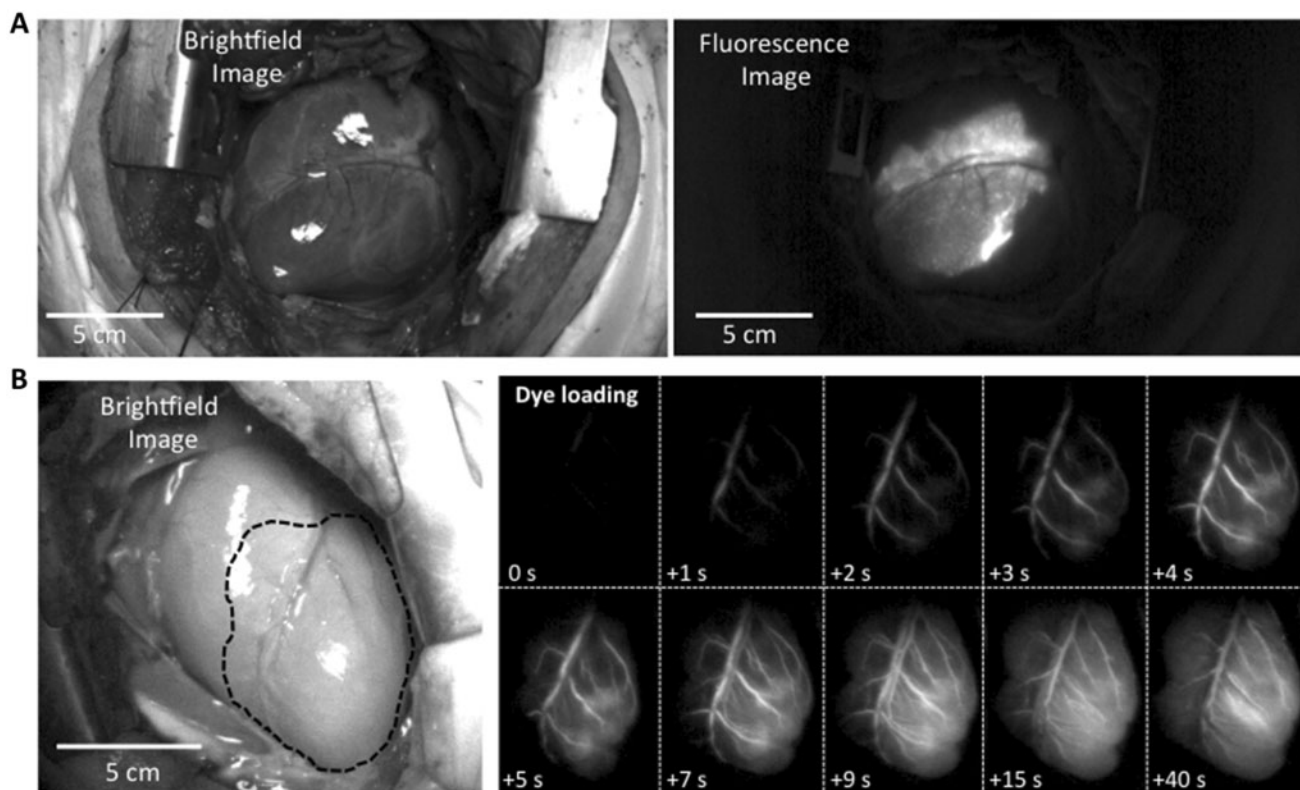 A
Brightfield
Image
5 cm
Fluorescence
Image
5 cm
B
Brightfield
Image
5 cm
Dye loading
0 s
+1 s
+2 s
+3 s
+4 s
+5 s
+7 s
+9 s
+15 s
+40 s